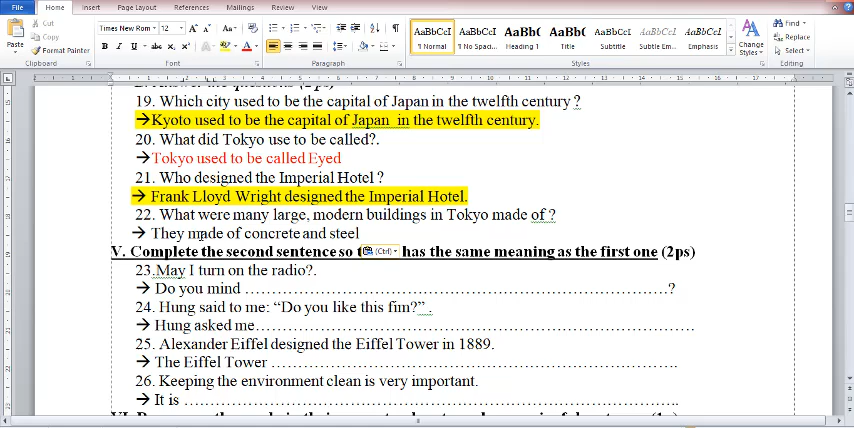 File Home Insert Page Layout References Mailings Review View
Cut
Copy
Format Painter
Paste
Clipboard
Times New Rom 12
Font
Paragraph
AaBbCcI AaBbCcI AaBbC AaBb( AaBbCcI AaBbCcI AaBbCcI
¶ Normal ¶ No Spaci... Heading 1 Title Subtitle Subtle Em... Emphasis
Styles
Change Styles
Find
Replace
Select
Editing
19. Which city used to be the capital of Japan in the twelfth century ?
→Kyoto used to be the capital of Japan in the twelfth century.
20. What did Tokyo use to be called?.
→Tokyo used to be called Eyed
21. Who designed the Imperial Hotel ?
→ Frank Lloyd Wright designed the Imperial Hotel.
22. What were many large, modern buildings in Tokyo made of ?
→ They made of concrete and steel
V. Complete the second sentence so t (Ctrl) has the same meaning as the first one (2ps)
23.May I turn on the radio?.
→ Do you mind ……………………………………………………………?
24. Hung said to me: “Do you like this fim?” .
→ Hung asked me……………………………………………………………
25. Alexander Eiffel designed the Eiffel Tower in 1889.
→ The Eiffel Tower …………………………………………………………….
26. Keeping the environment clean is very important.
→ It is ……………………………………………………………………..